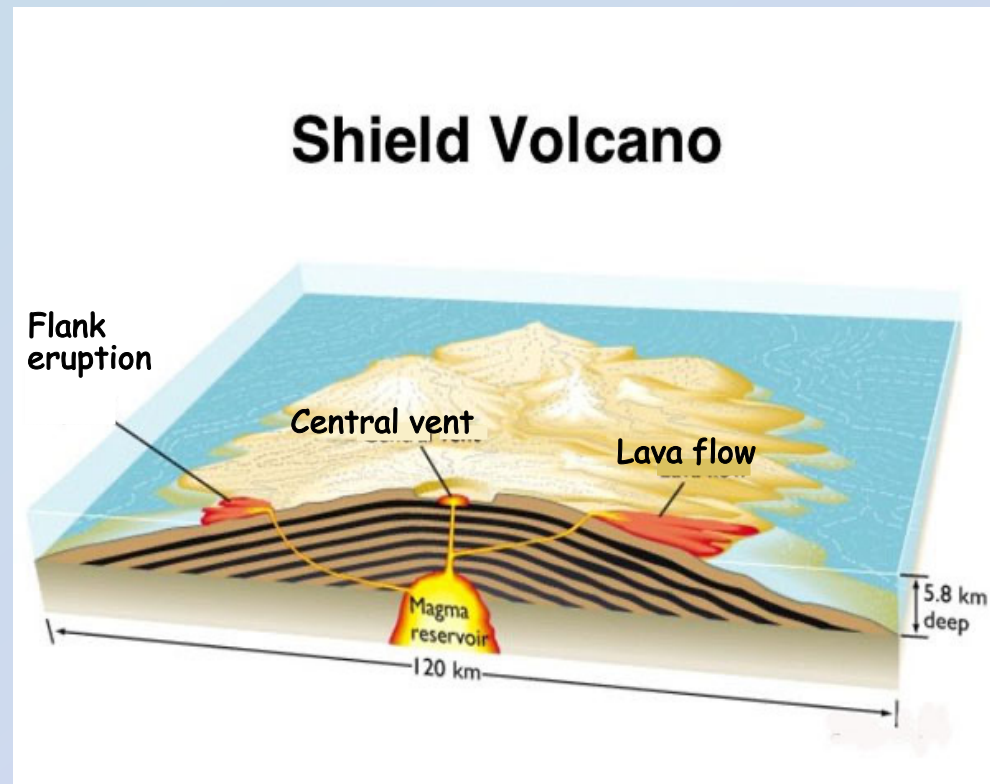 Shield Volcano
Flank
eruption
Central vent
Lava flow
Magma
reservoir
5.8 km
deep
120 km